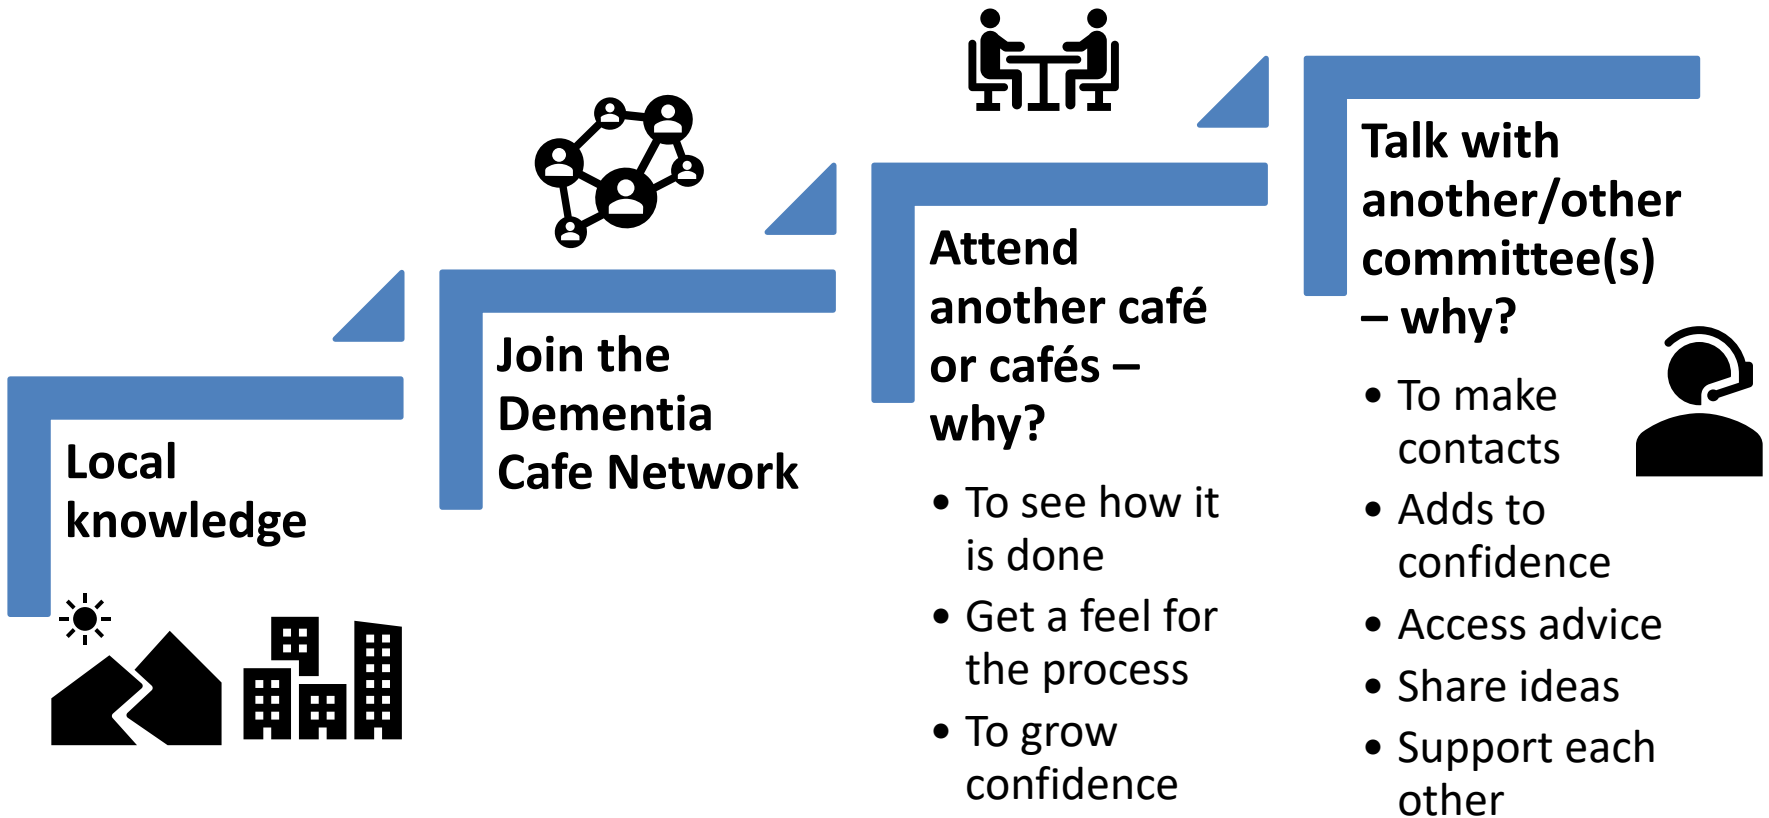 Local
knowledge
Join the
Dementia
Cafe Network
Attend
another café
or cafés –
why?
• To see how it
is done
• Get a feel for
the process
• To grow
confidence
Talk with
another/other
committee(s)
– why?
• To make
contacts
• Adds to
confidence
• Access advice
• Share ideas
• Support each
other